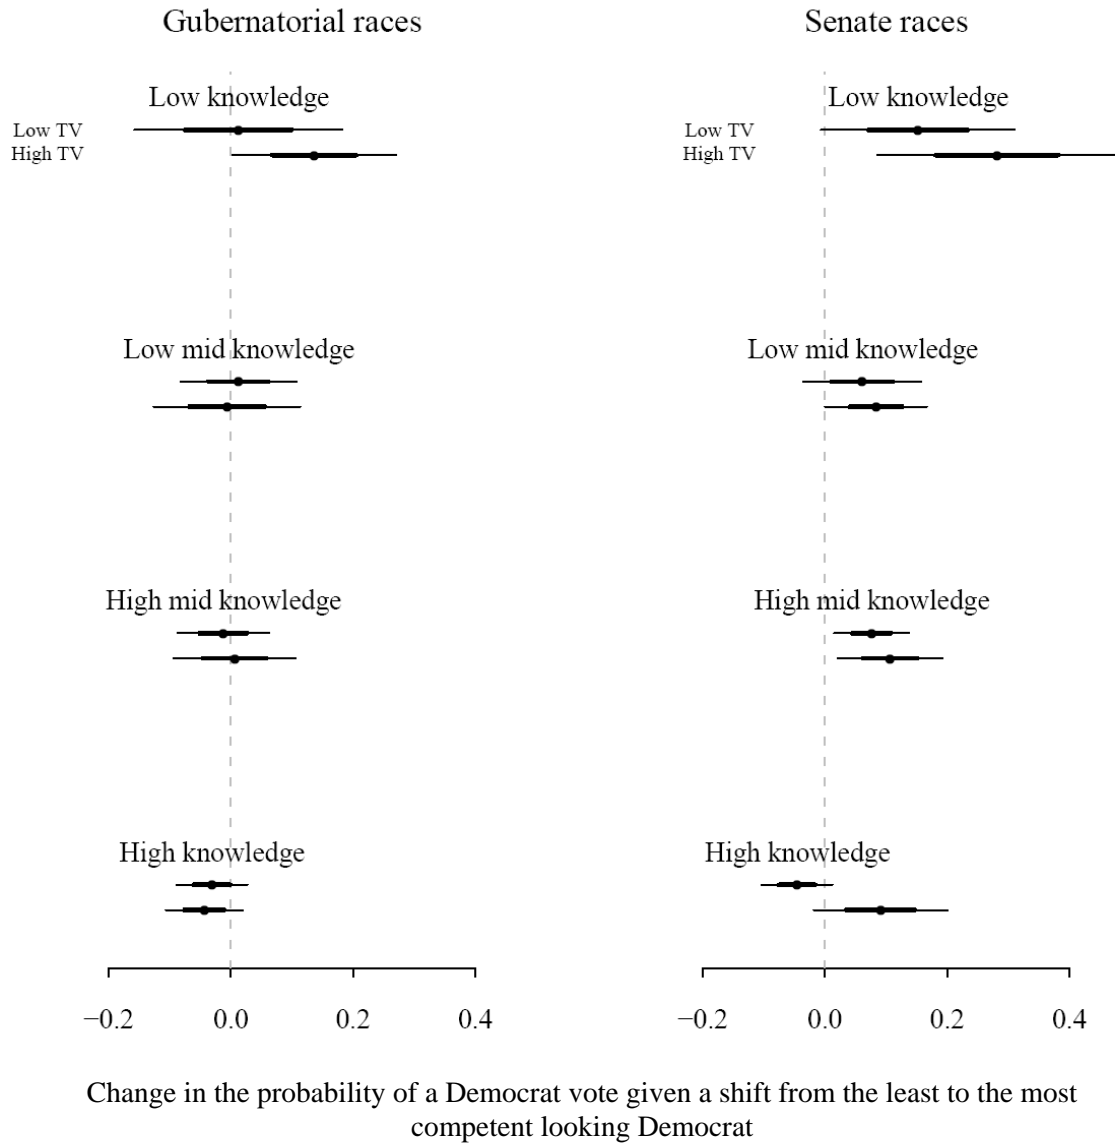 Gubernatorial races
Low knowledge
Low TV
High TV
Low mid knowledge
High mid knowledge
High knowledge
−0.2 0.0 0.2 0.4
Senate races
Low knowledge
Low TV
High TV
Low mid knowledge
High mid knowledge
High knowledge
−0.2 0.0 0.2 0.4
Change in the probability of a Democrat vote given a shift from the least to the most
competent looking Democrat